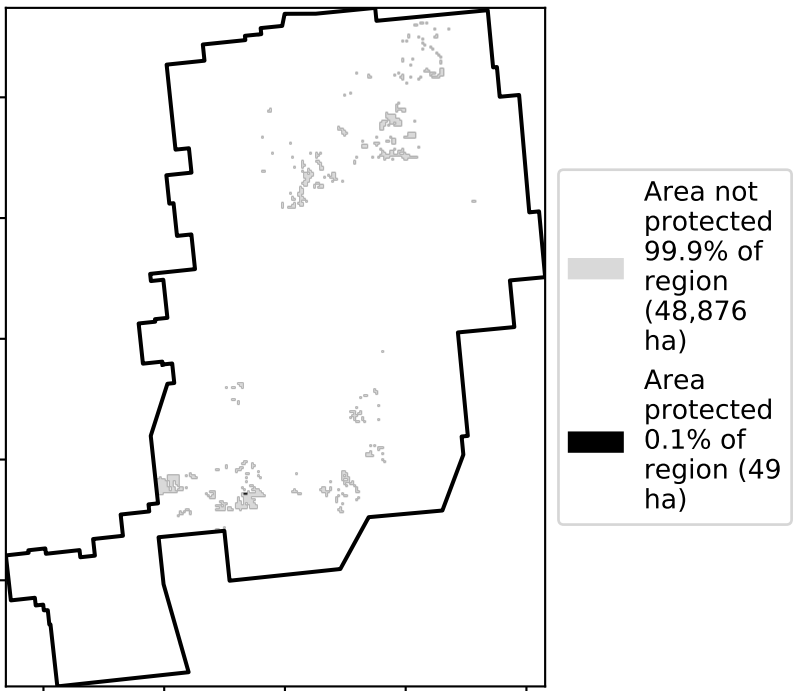 Area not
protected
99.9% of
region
(48,876
ha)
Area
protected
0.1% of
region (49
ha)